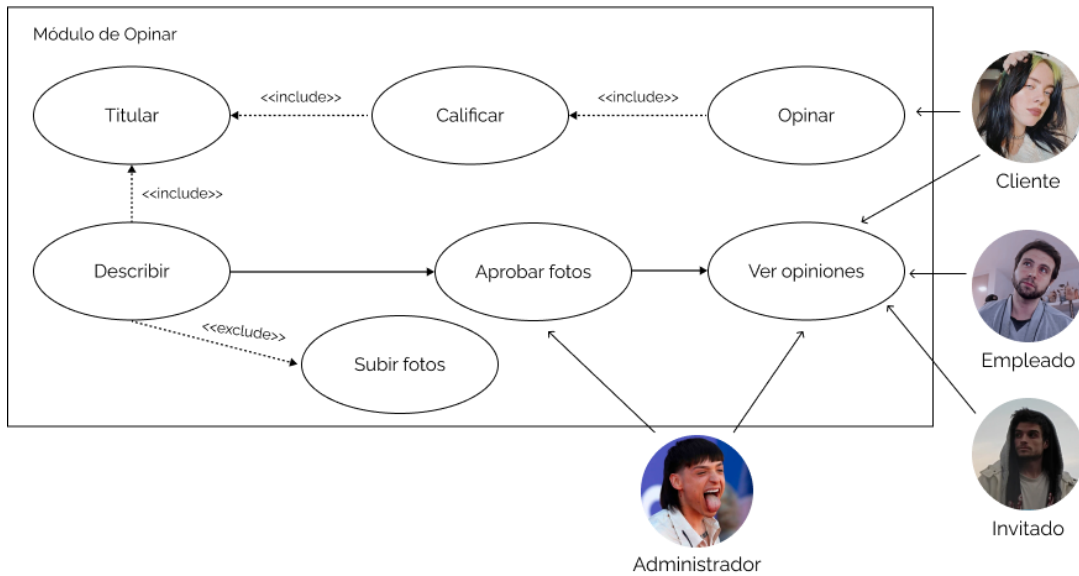 Módulo de Opinar
Titular
<<include>>
Calificar
<<include>>
Opinar
Cliente
<<include>>
Describir
Aprobar fotos
Ver opiniones
<<exclude>>
Subir fotos
Empleado
Invitado
Administrador